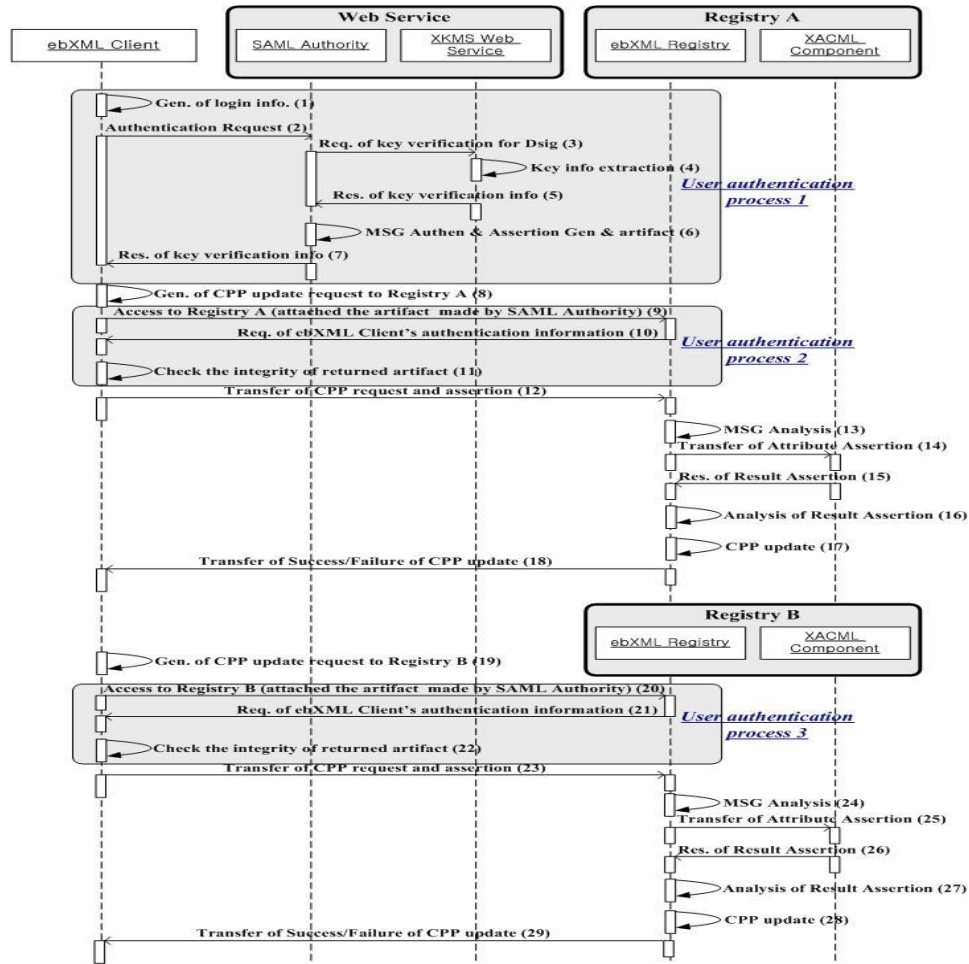 Web Service
Registry A
ebXML Client
SAML Authority
XKMS Web
Service
ebXML Registry
XACML
Component
Gen. of login info. (1)
Authentication Request (2)
Req. of key verification for Dsig (3)
Key info extraction (4)
User authentication
process 1
Res. of key verification info (5)
MSG Authen & Assertion Gen & artifact (6)
Res. of key verification info (7)
Gen. of CPP update request to Registry A (8)
Access to Registry A (attached the artifact made by SAML Authority) (9)
Req. of ebXML Client's authentication information (10)
User authentication
process 2
Check the integrity of returned artifact (11)
Transfer of CPP request and assertion (12)
MSG Analysis (13)
Transfer of Attribute Assertion (14)
Res. of Result Assertion (15)
Analysis of Result Assertion (16)
CPP update (17)
Transfer of Success/Failure of CPP update (18)
Registry B
ebXML Registry
XACML
Component
Gen. of CPP update request to Registry B (19)
Access to Registry B (attached the artifact made by SAML Authority) (20)
Req. of ebXML Client's authentication information (21)
User authentication
process 3
Check the integrity of returned artifact (22)
Transfer of CPP request and assertion (23)
MSG Analysis (24)
Transfer of Attribute Assertion (25)
Res. of Result Assertion (26)
Analysis of Result Assertion (27)
CPP update (28)
Transfer of Success/Failure of CPP update (29)